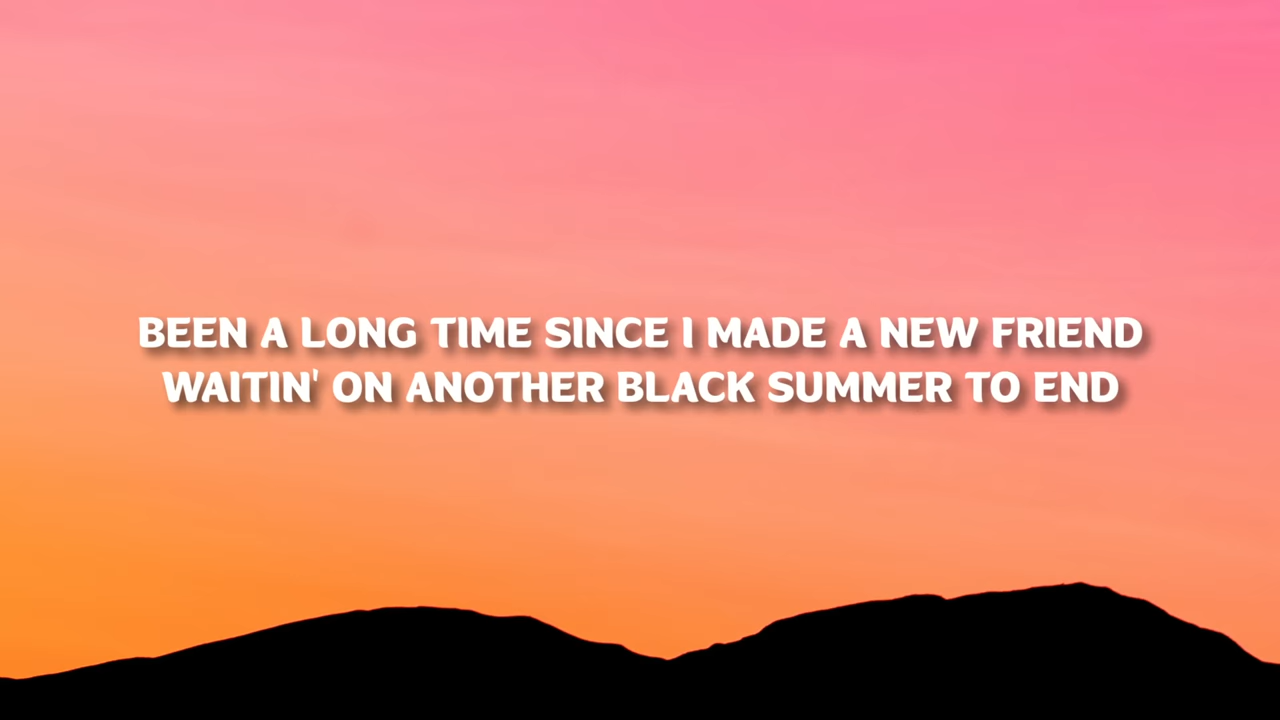 BEEN A LONG TIME SINCE I MADE A NEW FRIEND
WAITIN' ON ANOTHER BLACK SUMMER TO END